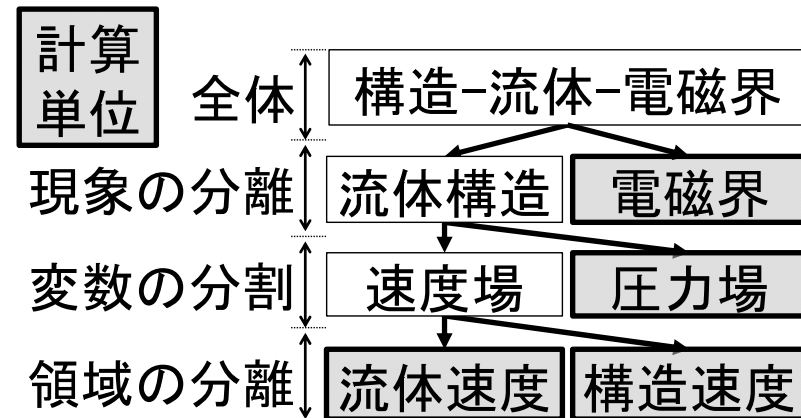 計算
単位
全体
構造-流体-電磁界
現象の分離
流体構造
電磁界
変数の分割
速度場
圧力場
領域の分離
流体速度
構造速度